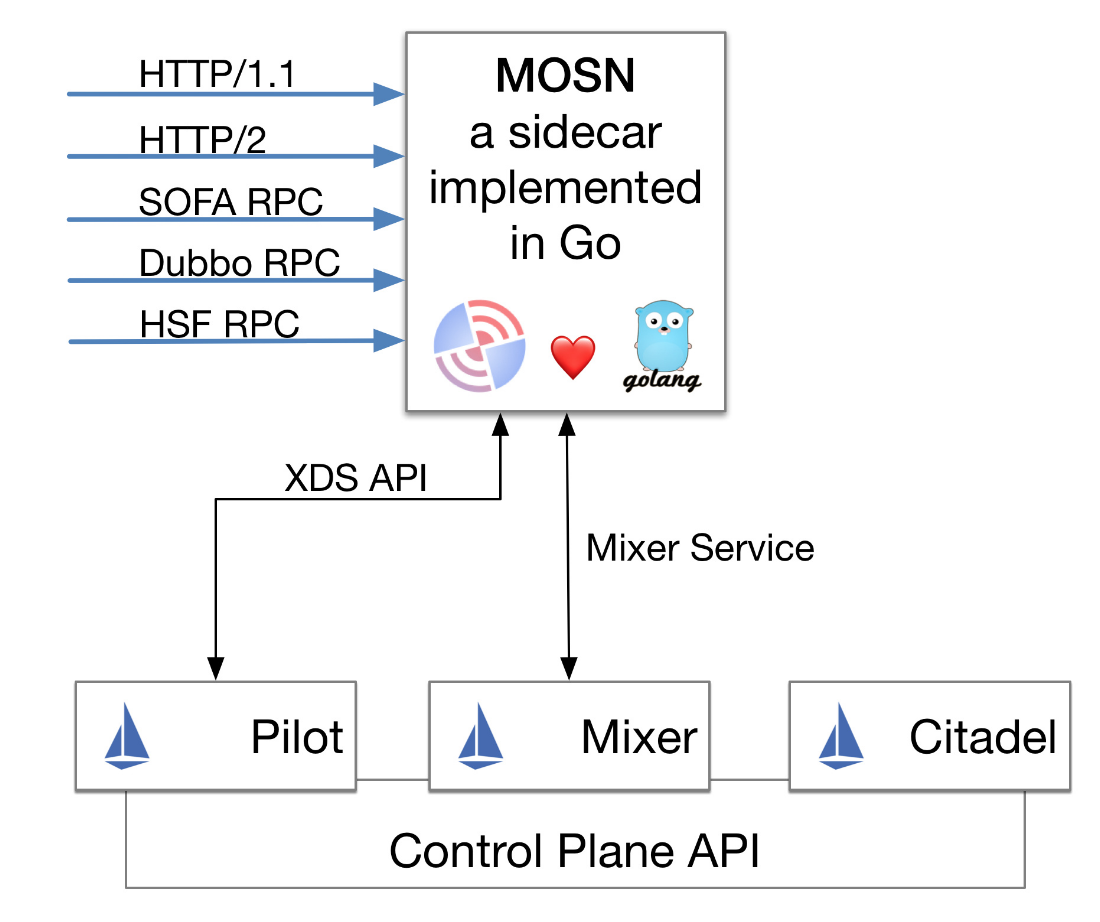 HTTP/1.1
HTTP/2
SOFA RPC
Dubbo RPC
HSF RPC
MOSN
a sidecar
implemented
in Go
golang
XDS API
Mixer Service
Pilot
Mixer
Citadel
Control Plane API